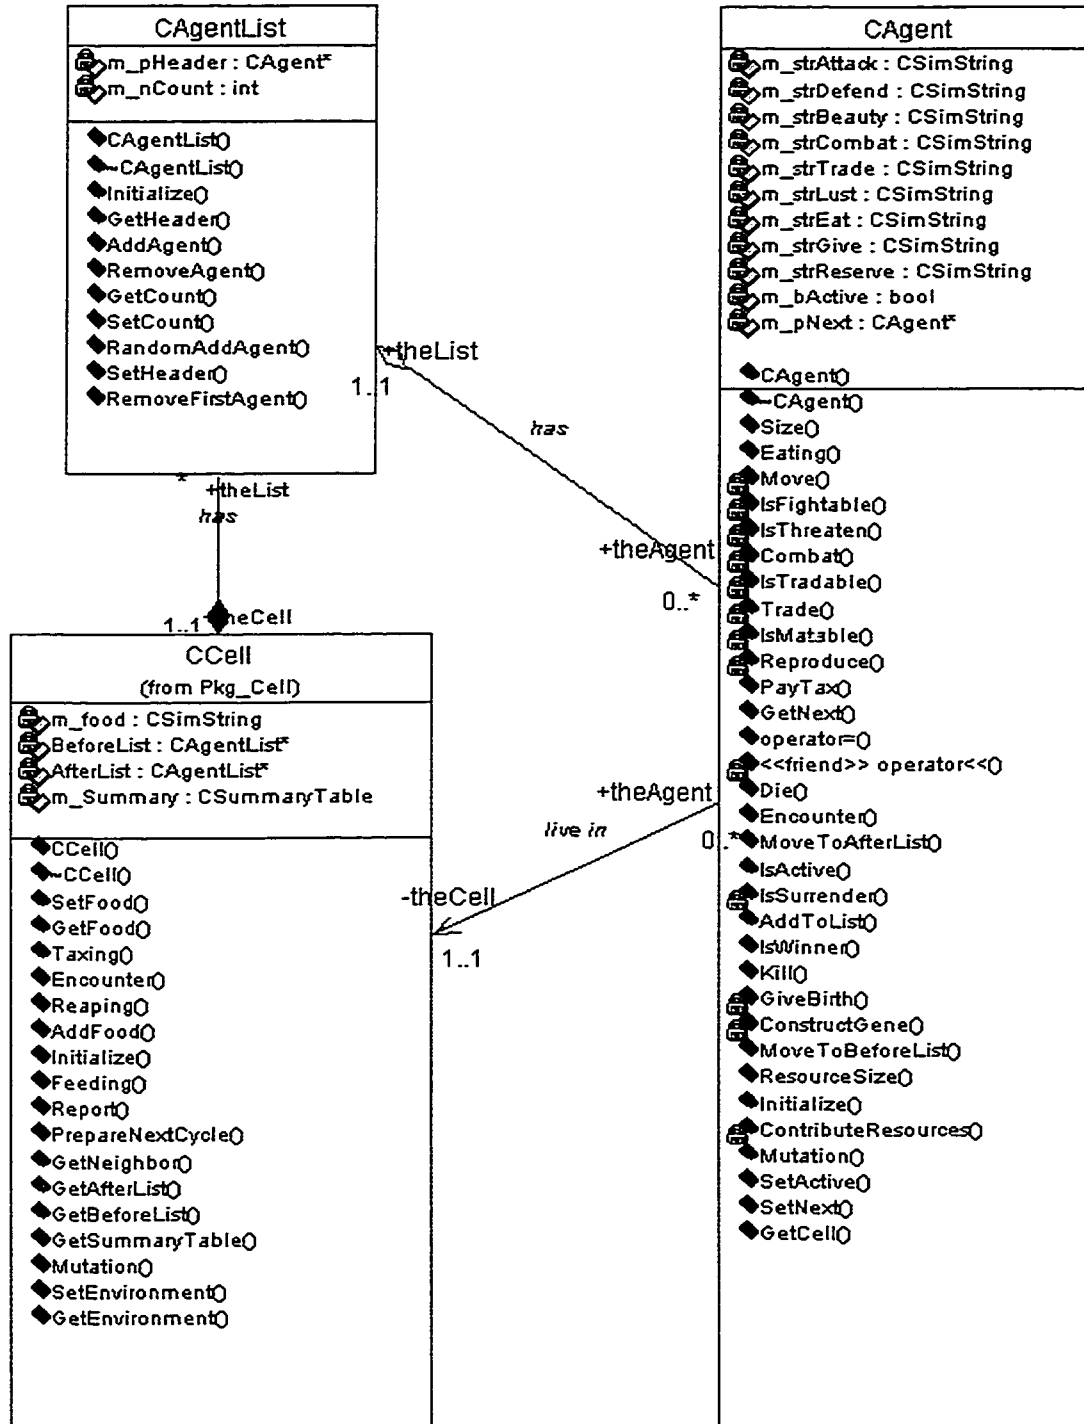 CAgentList
m_pHeader : CAgent*
m_nCount : int
CAgentList()
~CAgentList()
Initialize()
GetHeader()
AddAgent()
RemoveAgent()
GetCount()
SetCount()
RandomAddAgent()
SetHeader()
RemoveFirstAgent()
+theList
1..1
has
+theAgent
0..*
*
+theList
has
1..1
-theCell
CCell
(from Pkg_Cell)
m_food : CSimString
BeforeList : CAgentList*
AfterList : CAgentList*
m_Summary : CSummaryTable
CCell()
~CCell()
SetFood()
GetFood()
Taxing()
Encounter()
Reaping()
AddFood()
Initialize()
Feeding()
Report()
PrepareNextCycle()
GetNeighbor()
GetAfterList()
GetBeforeList()
GetSummaryTable()
Mutation()
SetEnvironment()
GetEnvironment()
+theAgent
0..*
live in
-theCell
1..1
CAgent
m_strAttack : CSimString
m_strDefend : CSimString
m_strBeauty : CSimString
m_strCombat : CSimString
m_strTrade : CSimString
m_strLust : CSimString
m_strEat : CSimString
m_strGive : CSimString
m_strReserve : CSimString
m_bActive : bool
m_pNext : CAgent*
CAgent()
~CAgent()
Size()
Eating()
Move()
IsFightable()
IsThreaten()
Combat()
IsTradable()
Trade()
IsMatable()
Reproduce()
PayTax()
GetNext()
operator=()
<<friend>> operator<<()
Die()
Encounter()
MoveToAfterList()
IsActive()
IsSurrender()
AddToList()
IsWinner()
Kill()
GiveBirth()
ConstructGene()
MoveToBeforeList()
ResourceSize()
Initialize()
ContributeResources()
Mutation()
SetActive()
SetNext()
GetCell()